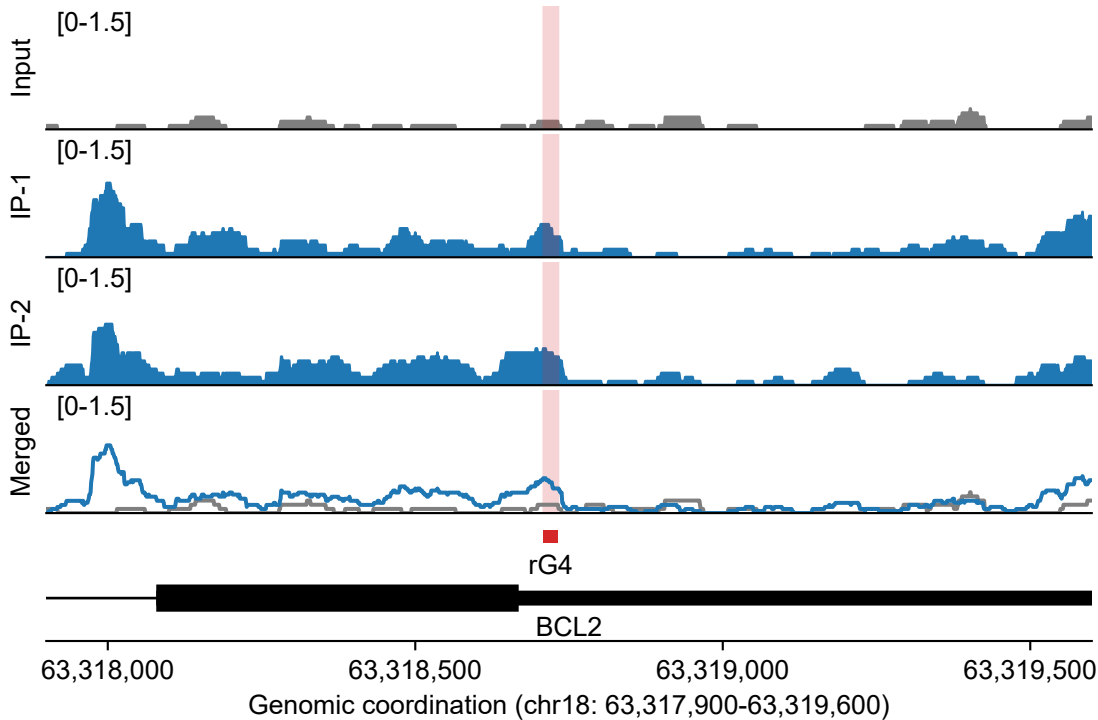 Input
[0-1.5]
IP-1
[0-1.5]
IP-2
[0-1.5]
Merged
[0-1.5]
rG4
BCL2
63,318,000 63,318,500 63,319,000 63,319,500
Genomic coordination (chr18: 63,317,900-63,319,600)